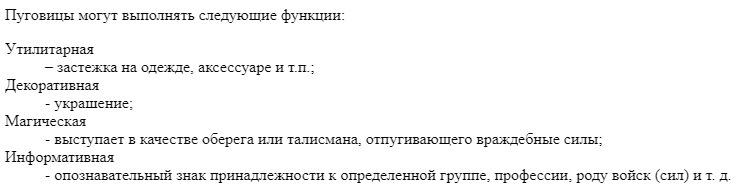 Пуговицы могут выполнять следующие функции:
Утилитарная
– застежка на одежде, аксессуаре и т.п.;
Декоративная
- украшение;
Магическая
- выступает в качестве оберега или талисмана, отпугивающего враждебные силы;
Информативная
- опознавательный знак принадлежности к определенной группе, профессии, роду войск (сил) и т. д.